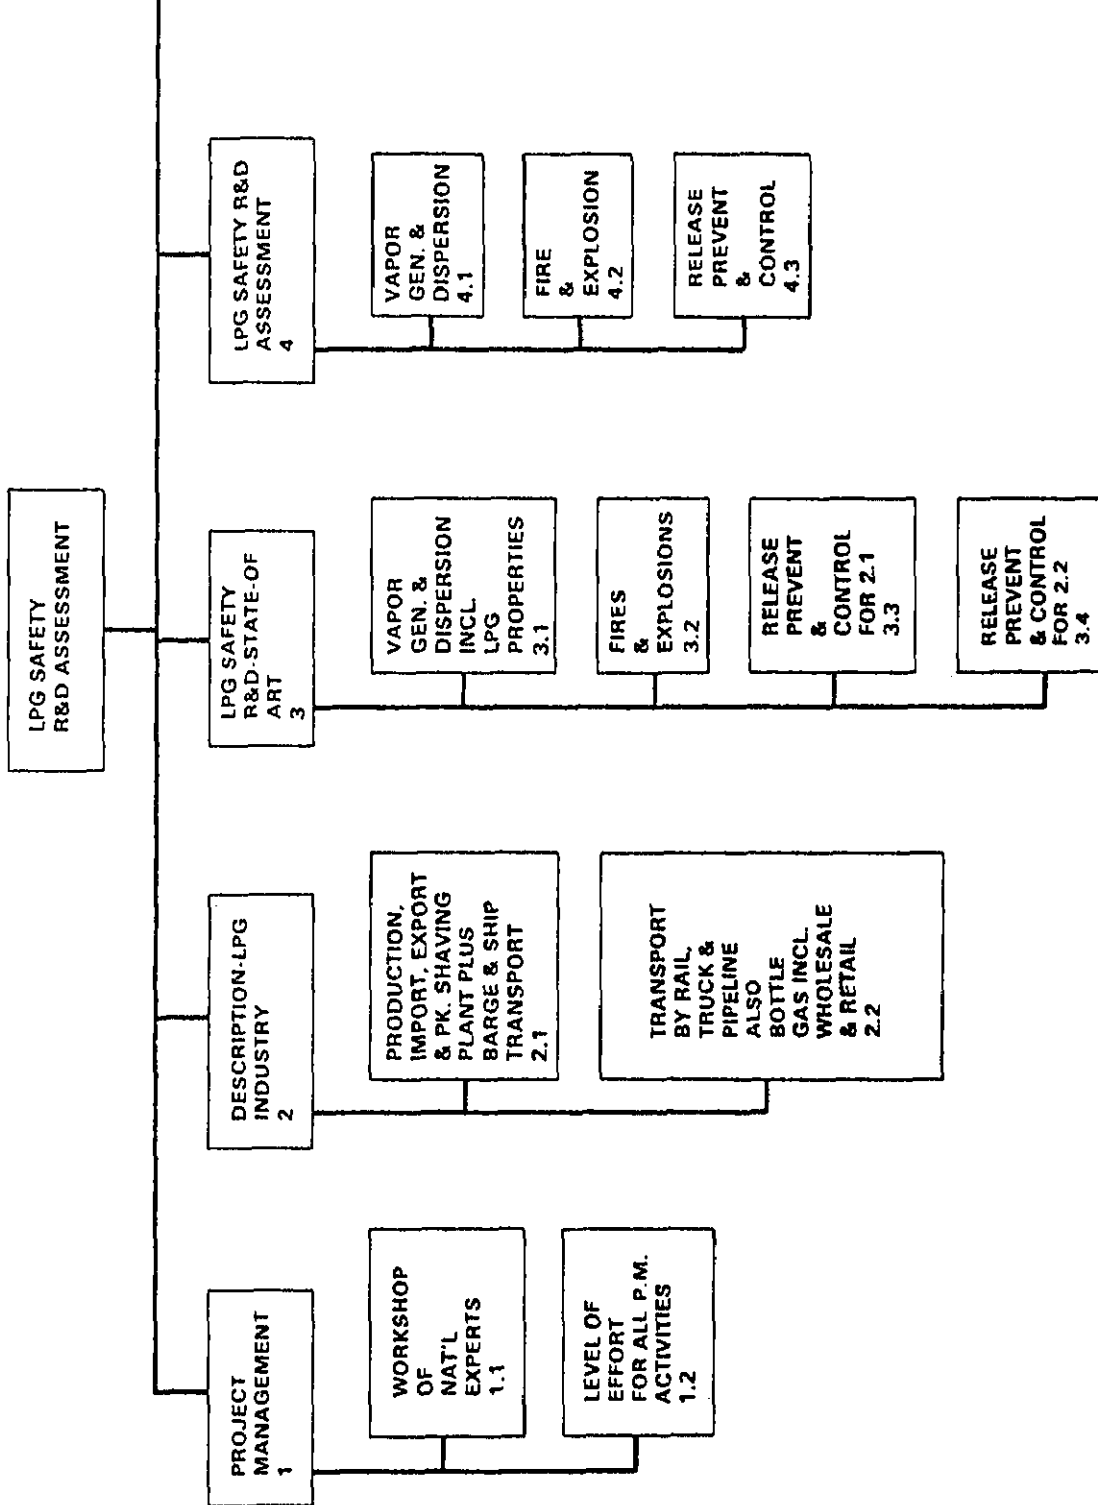 LPG SAFETY
R&D ASSESSMENT
PROJECT
MANAGEMENT
1
WORKSHOP
OF
NAT'L
EXPERTS
1.1
LEVEL OF
EFFORT
FOR ALL P.M.
ACTIVITIES
1.2
DESCRIPTION-LPG
INDUSTRY
2
PRODUCTION,
IMPORT, EXPORT
& PK. SHAVING
PLANT PLUS
BARGE & SHIP
TRANSPORT
2.1
TRANSPORT
BY RAIL,
TRUCK &
PIPELINE
ALSO
BOTTLE
GAS INCL.
WHOLESALE
& RETAIL
2.2
LPG SAFETY
R&D-STATE-OF
ART
3
VAPOR
GEN. &
DISPERSION
INCL.
LPG
PROPERTIES
3.1
FIRES
&
EXPLOSIONS
3.2
RELEASE
PREVENT
&
CONTROL
FOR 2.1
3.3
RELEASE
PREVENT
& CONTROL
FOR 2.2
3.4
LPG SAFETY R&D
ASSESSMENT
4
VAPOR
GEN. &
DISPERSION
4.1
FIRE
&
EXPLOSION
4.2
RELEASE
PREVENT
&
CONTROL
4.3